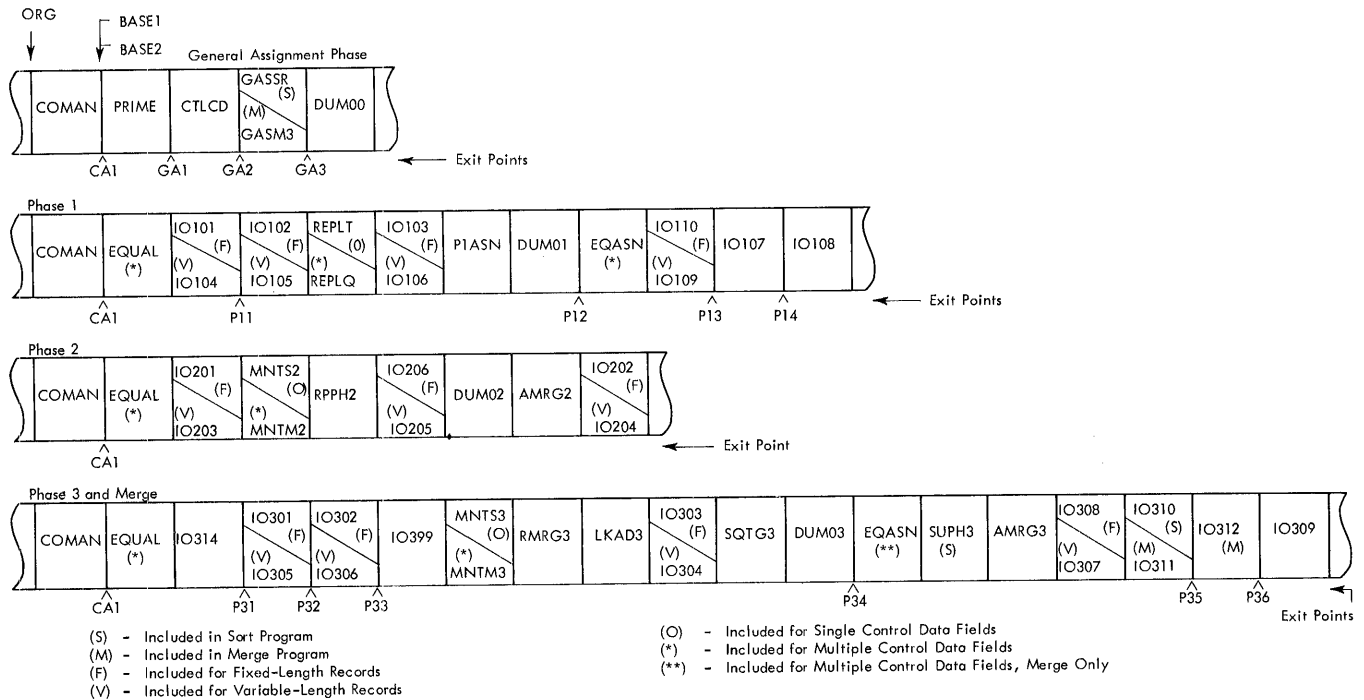 ORG
BASE1
BASE2
General Assignment Phase
COMAN PRIME CTLCD GASSR (S) (M) GASM3 DUM00
CA1 GA1 GA2 GA3
Exit Points
Phase 1
COMAN EQUAL (*) IO101 (F) (V) IO104 IO102 (F) (V) IO105 REPLT (0) (*) REPLQ IO103 (F) (V) IO106 P1ASN DUM01 EQASN (*) IO110 (F) (V) IO109 IO107 IO108
CA1 P11 P12 P13 P14
Exit Points
Phase 2
COMAN EQUAL (*) IO201 (F) (V) IO203 MNTS2 (O) (*) MNTM2 RPPH2 IO206 (F) (V) IO205 DUM02 AMRG2 IO202 (F) (V) IO204
CA1
Exit Point
Phase 3 and Merge
COMAN EQUAL (*) IO314 IO301 (F) (V) IO305 IO302 (F) (V) IO306 IO399 MNTS3 (O) (*) MNTM3 RMRG3 LKAD3 IO303 (F) (V) IO304 SQTG3 DUM03 EQASN (**) SUPH3 (S) AMRG3 IO308 (F) (V) IO307 IO310 (S) (M) IO311 IO312 (M) IO309
CA1 P31 P32 P33 P34 P35 P36
Exit Points
(S) - Included in Sort Program
(M) - Included in Merge Program
(F) - Included for Fixed-Length Records
(V) - Included for Variable-Length Records
(O) - Included for Single Control Data Fields
(*) - Included for Multiple Control Data Fields
(**) - Included for Multiple Control Data Fields, Merge Only